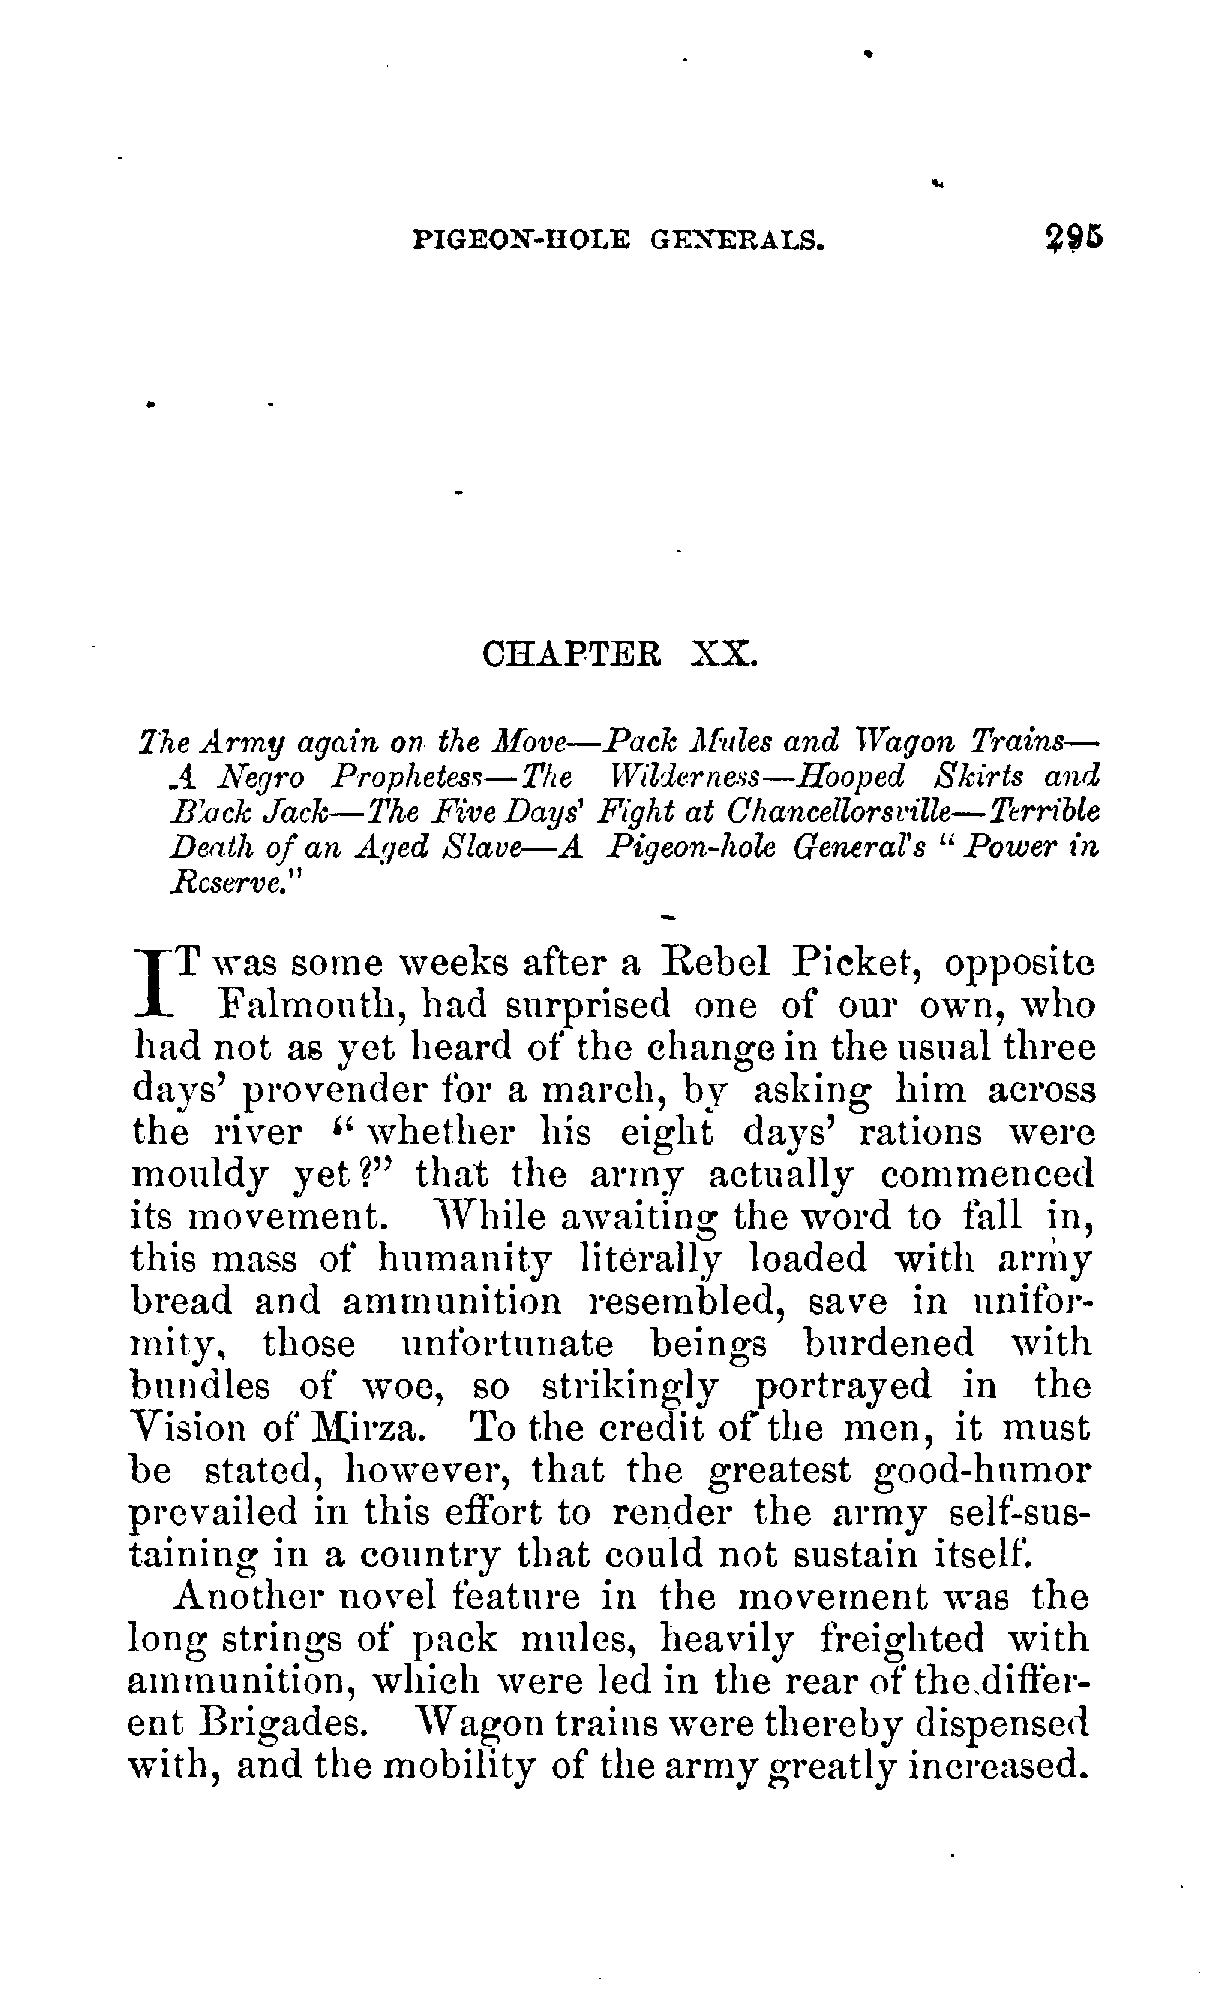 PIGEON-HOLE GENERALS. 295
CHAPTER XX.
The Army again on the Move—Pack Mules and Wagon Trains—
A Negro Prophetess—The Wilderness—Hooped Skirts and
Black Jack—The Five Days' Fight at Chancellorsville—Terrible
Death of an Aged Slave—A Pigeon-hole General's "Power in
Reserve."
IT was some weeks after a Rebel Picket, opposite
Falmouth, had surprised one of our own, who
had not as yet heard of the change in the usual three
days' provender for a march, by asking him across
the river "whether his eight days' rations were
mouldy yet?" that the army actually commenced
its movement. While awaiting the word to fall in,
this mass of humanity literally loaded with army
bread and ammunition resembled, save in unifor-
mity, those unfortunate beings burdened with
bundles of woe, so strikingly portrayed in the
Vision of Mirza. To the credit of the men, it must
be stated, however, that the greatest good-humor
prevailed in this effort to render the army self-sus-
taining in a country that could not sustain itself.
Another novel feature in the movement was the
long strings of pack mules, heavily freighted with
ammunition, which were led in the rear of the differ-
ent Brigades. Wagon trains were thereby dispensed
with, and the mobility of the army greatly increased.